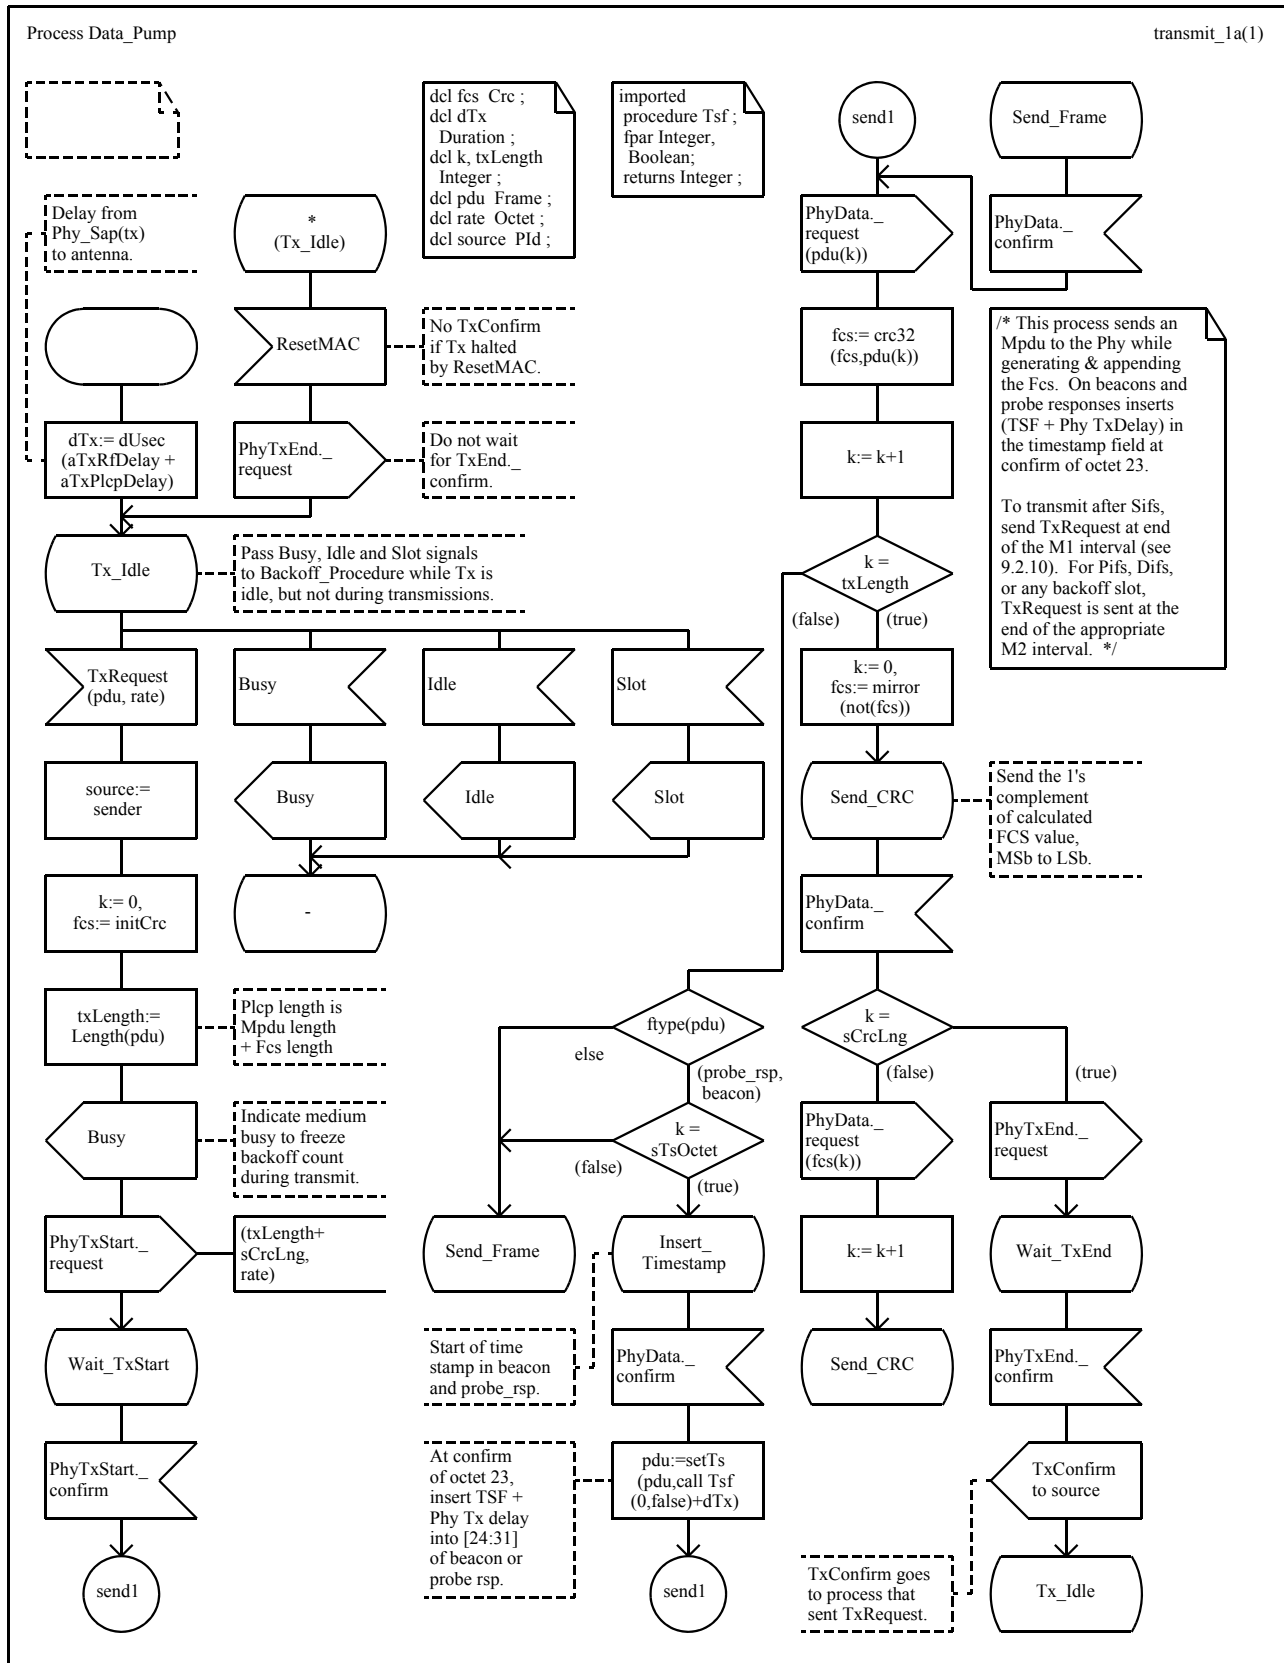 Process Data_Pump
transmit_1a(1)
dcl fcs Crc ;
dcl dTx
Duration ;
dcl k, txLength
Integer ;
dcl pdu Frame ;
dcl rate Octet ;
dcl source PId ;
imported
procedure Tsf ;
fpar Integer,
Boolean;
returns Integer ;
send1
Send_Frame
Delay from
Phy_Sap(tx)
to antenna.
*
(Tx_Idle)
PhyData._
request
(pdu(k))
PhyData._
confirm
ResetMAC
No TxConfirm
if Tx halted
by ResetMAC.
fcs:= crc32
(fcs,pdu(k))
/* This process sends an
Mpdu to the Phy while
generating & appending
the Fcs. On beacons and
probe responses inserts
(TSF + Phy TxDelay) in
the timestamp field at
confirm of octet 23.
To transmit after Sifs,
send TxRequest at end
of the M1 interval (see
9.2.10). For Pifs, Difs,
or any backoff slot,
TxRequest is sent at the
end of the appropriate
M2 interval. */
dTx:= dUsec
(aTxRfDelay +
aTxPlcpDelay)
PhyTxEnd._
request
Do not wait
for TxEnd._
confirm.
k:= k+1
Tx_Idle
Pass Busy, Idle and Slot signals
to Backoff_Procedure while Tx is
idle, but not during transmissions.
k =
txLength
(false)
(true)
TxRequest
(pdu, rate)
Busy
Idle
Slot
k:= 0,
fcs:= mirror
(not(fcs))
source:=
sender
Busy
Idle
Slot
Send_CRC
Send the 1's
complement
of calculated
FCS value,
MSb to LSb.
k:= 0,
fcs:= initCrc
-
PhyData._
confirm
txLength:=
Length(pdu)
Plcp length is
Mpdu length
+ Fcs length
ftype(pdu)
else
(probe_rsp,
beacon)
k =
sCrcLng
(false)
(true)
Busy
Indicate medium
busy to freeze
backoff count
during transmit.
k =
sTsOctet
(false)
(true)
PhyData._
request
(fcs(k))
PhyTxEnd._
request
PhyTxStart._
request
(txLength+
sCrcLng,
rate)
Send_Frame
Insert_
Timestamp
k:= k+1
Wait_TxEnd
Wait_TxStart
Start of time
stamp in beacon
and probe_rsp.
PhyData._
confirm
Send_CRC
PhyTxEnd._
confirm
PhyTxStart._
confirm
At confirm
of octet 23,
insert TSF +
Phy Tx delay
into [24:31]
of beacon or
probe rsp.
pdu:=setTs
(pdu,call Tsf
(0,false)+dTx)
TxConfirm
to source
send1
send1
TxConfirm goes
to process that
sent TxRequest.
Tx_Idle